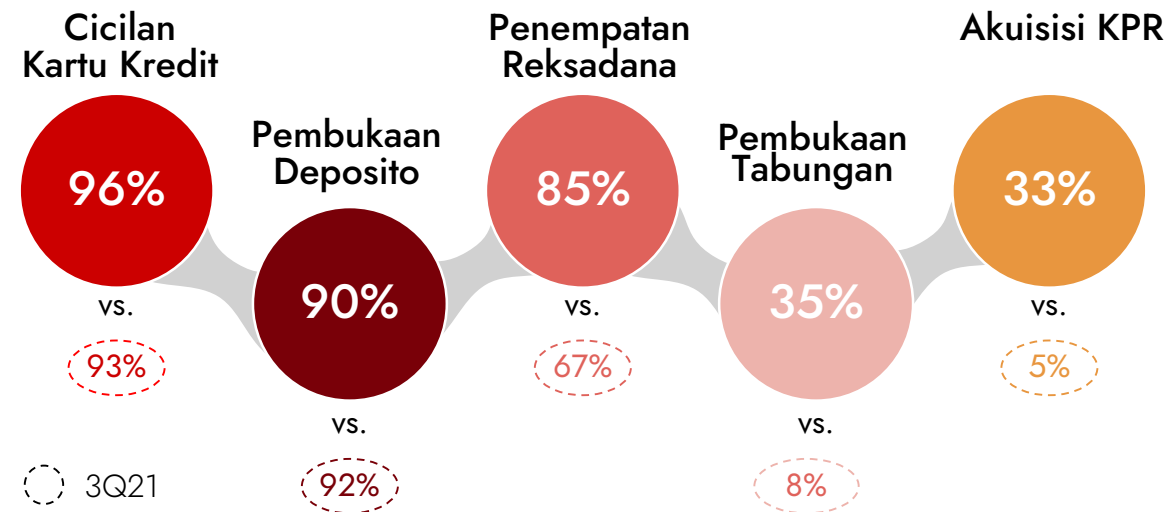 Cicilan
Kartu Kredit
96%
vs.
93%
Pembukaan
Deposito
90%
vs.
92%
Penempatan
Reksadana
85%
vs.
67%
Pembukaan
Tabungan
35%
vs.
8%
Akuisisi KPR
33%
vs.
5%
3Q21